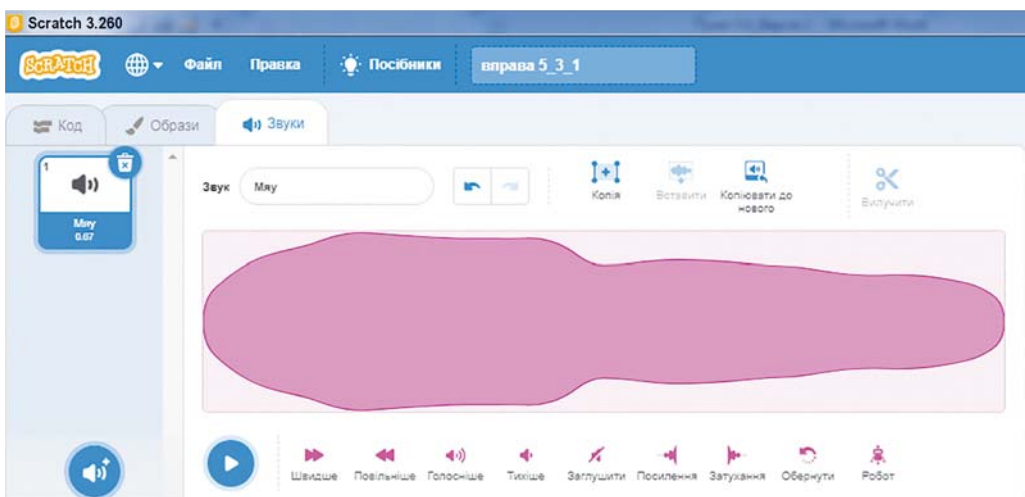 Scratch 3.260
SCRATCH Файл Правка Посібники вправа 5_3_1
Код Образи Звуки
1
Мяу
0.67
Звук Мяу
Копія Вставити Копіювати до нового Вилучити
Швидше Повільніше Голосніше Тихіше Заглушити Посилення Затухання Обернути Робот